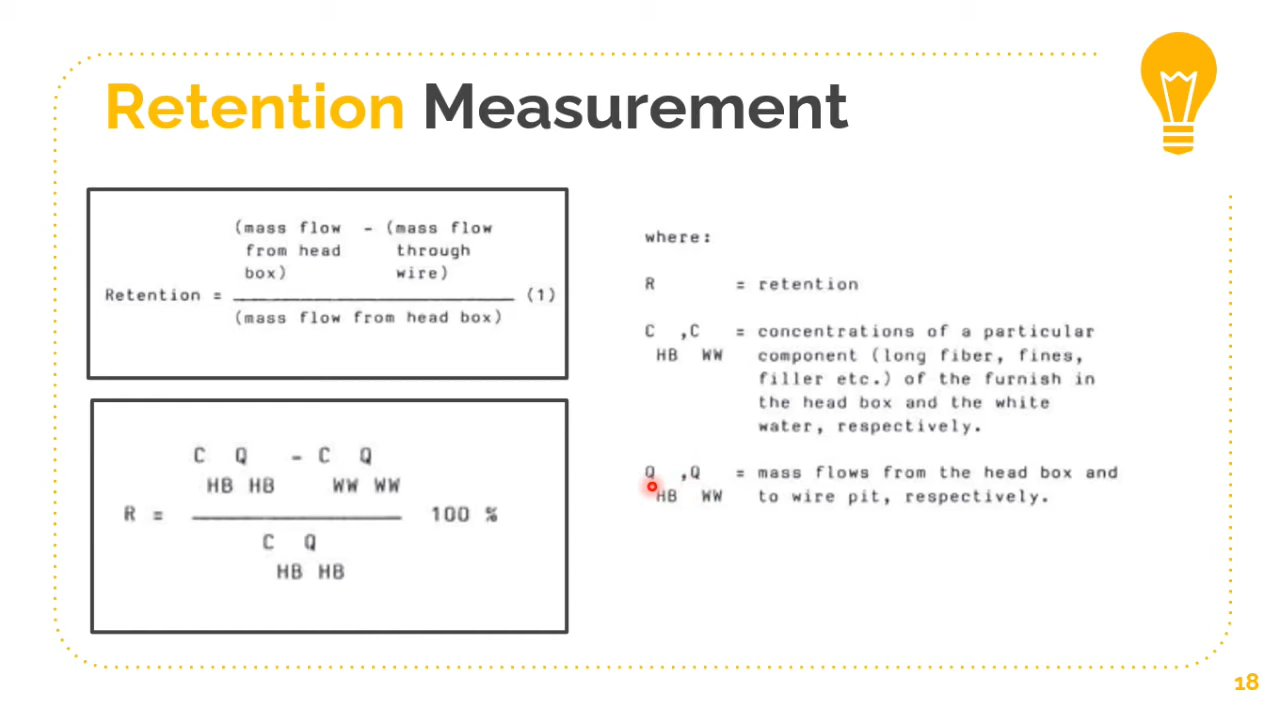 Retention Measurement
(mass flow - (mass flow
from head through
box) wire)
Retention = (1)
(mass flow from head box)
C Q - C Q
HB HB WW WW
R = 100 %
C Q
HB HB
where:
R = retention
C ,C = concentrations of a particular
HB WW component (long fiber, fines,
filler etc.) of the furnish in
the head box and the white
water, respectively.
Q ,Q = mass flows from the head box and
HB WW to wire pit, respectively.
18